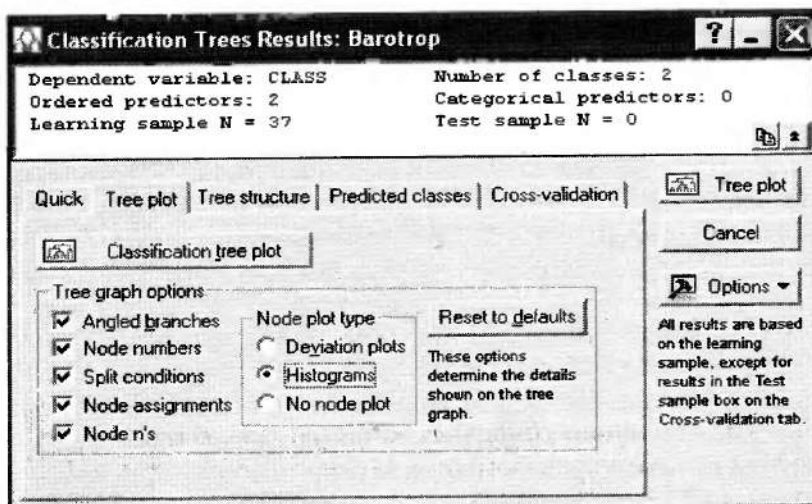 Classification Trees Results: Barotrop
Dependent variable: CLASS
Number of classes: 2
Ordered predictors: 2
Categorical predictors: 0
Learning sample N = 37
Test sample N = 0
Quick
Tree plot
Tree structure
Predicted classes
Cross-validation
Classification tree plot
Tree graph options
Angled branches
Node numbers
Split conditions
Node assignments
Node n's
Node plot type
Deviation plots
Histograms
No node plot
Reset to defaults
These options
determine the details
shown on the tree
graph.
Tree plot
Cancel
Options
All results are based
on the learning
sample, except for
results in the Test
sample box on the
Cross-validation tab.